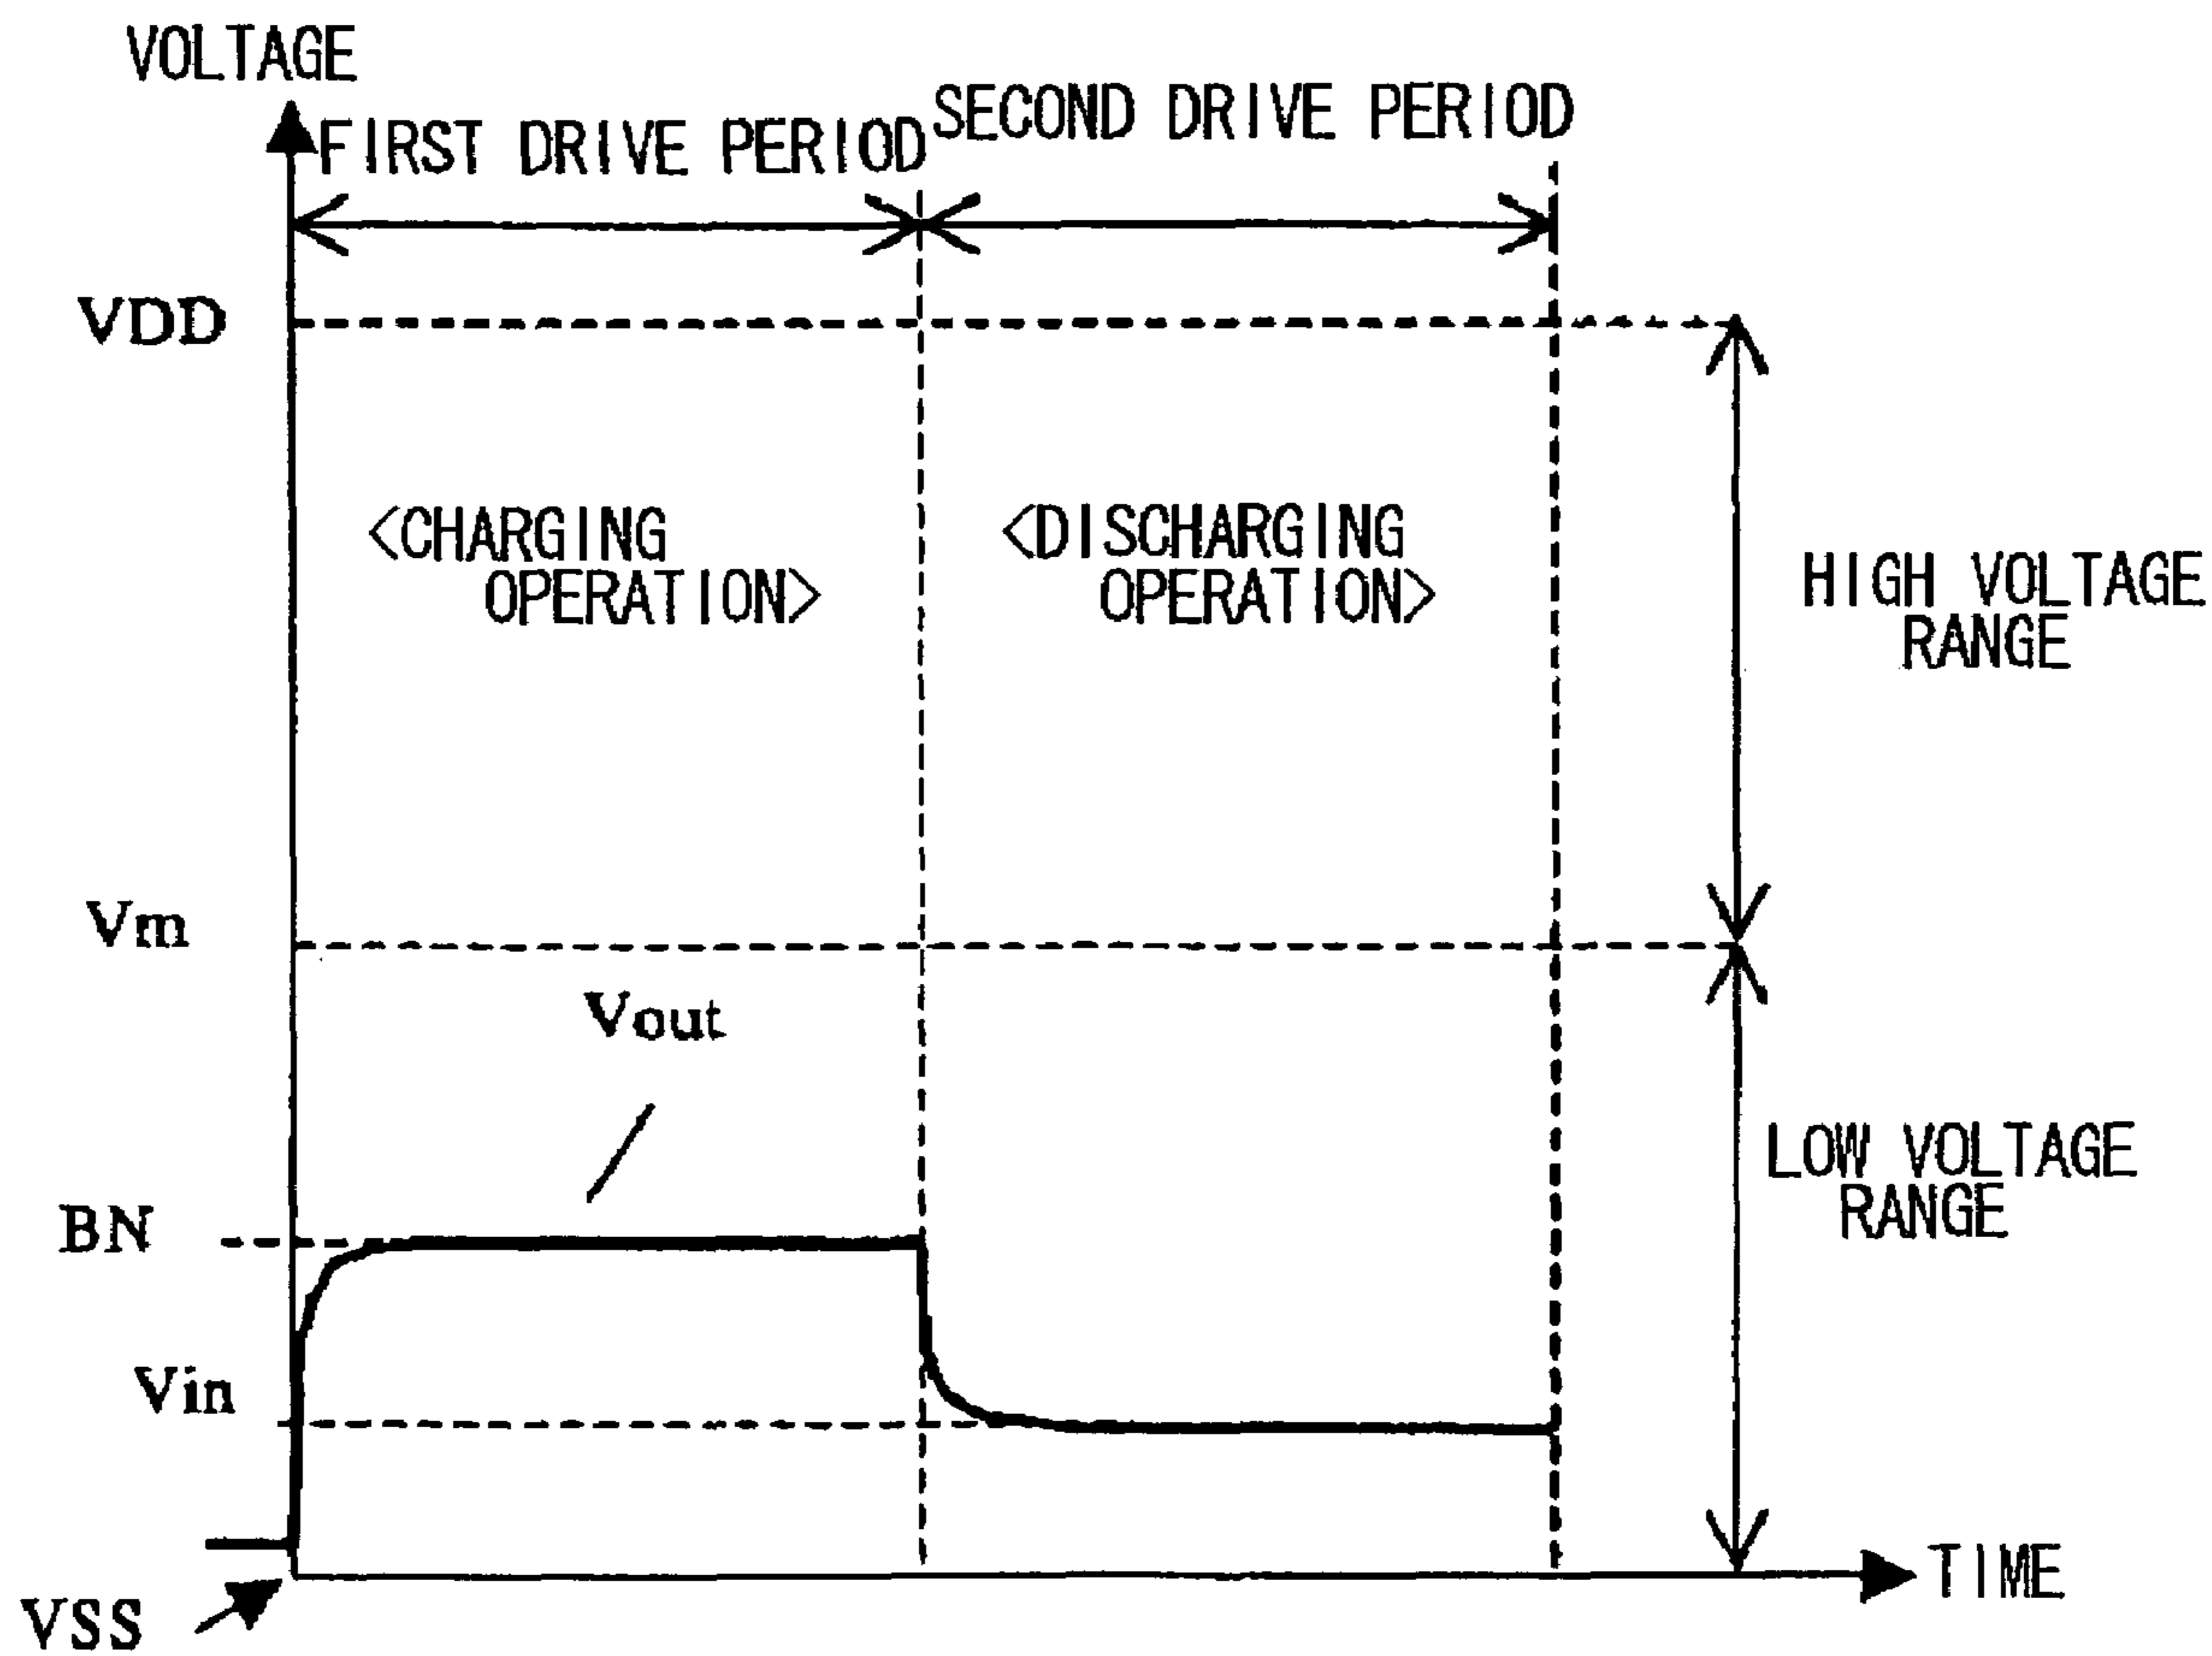 VOLTAGE
FIRST DRIVE PERIOD
SECOND DRIVE PERIOD
VDD
<CHARGING
OPERATION>
<DISCHARGING
OPERATION>
HIGH VOLTAGE
RANGE
Vm
Vout
LOW VOLTAGE
RANGE
BN
Vin
TIME
VSS